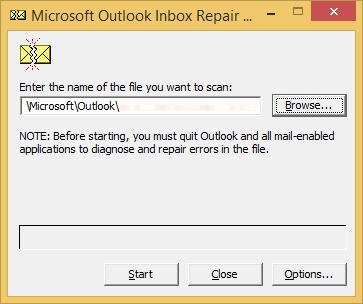 Microsoft Outlook Inbox Repair ...
Enter the name of the file you want to scan:
\Microsoft\Outlook\
Browse...
NOTE: Before starting, you must quit Outlook and all mail-enabled
applications to diagnose and repair errors in the file.
Start
Close
Options...